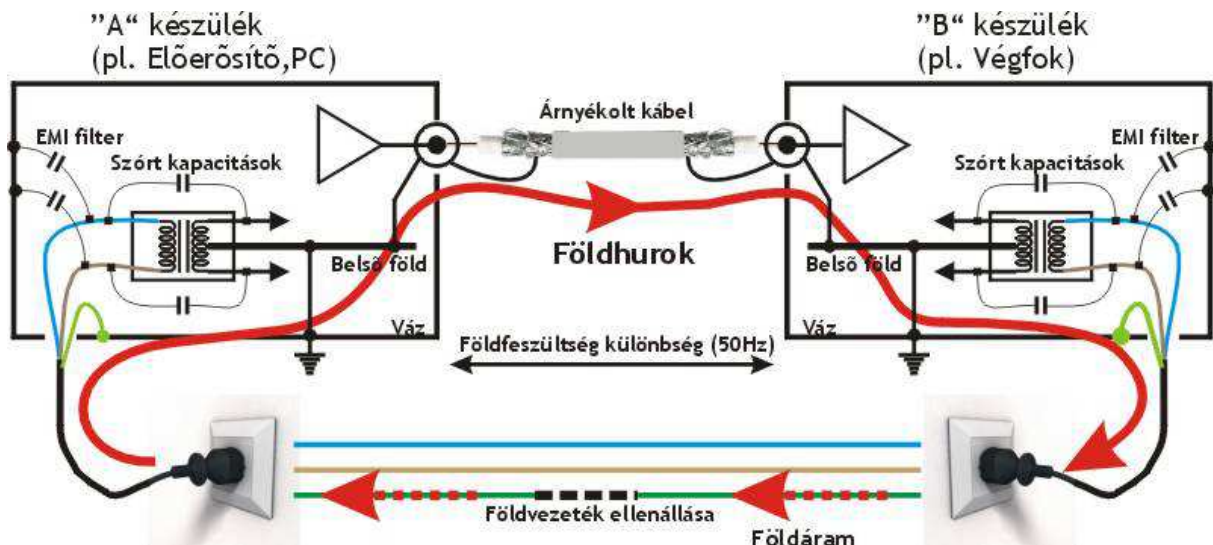 ”A“ készülék
(pl. Előerősítő,PC)
”B“ készülék
(pl. Végfok)
Árnyékolt kábel
EMI filter
Szórt kapacitások
Szórt kapacitások
EMI filter
Földhurok
Belső föld
Belső föld
Váz
Földfeszültség különbség (50Hz)
Váz
Földvezeték ellenállása
Földáram